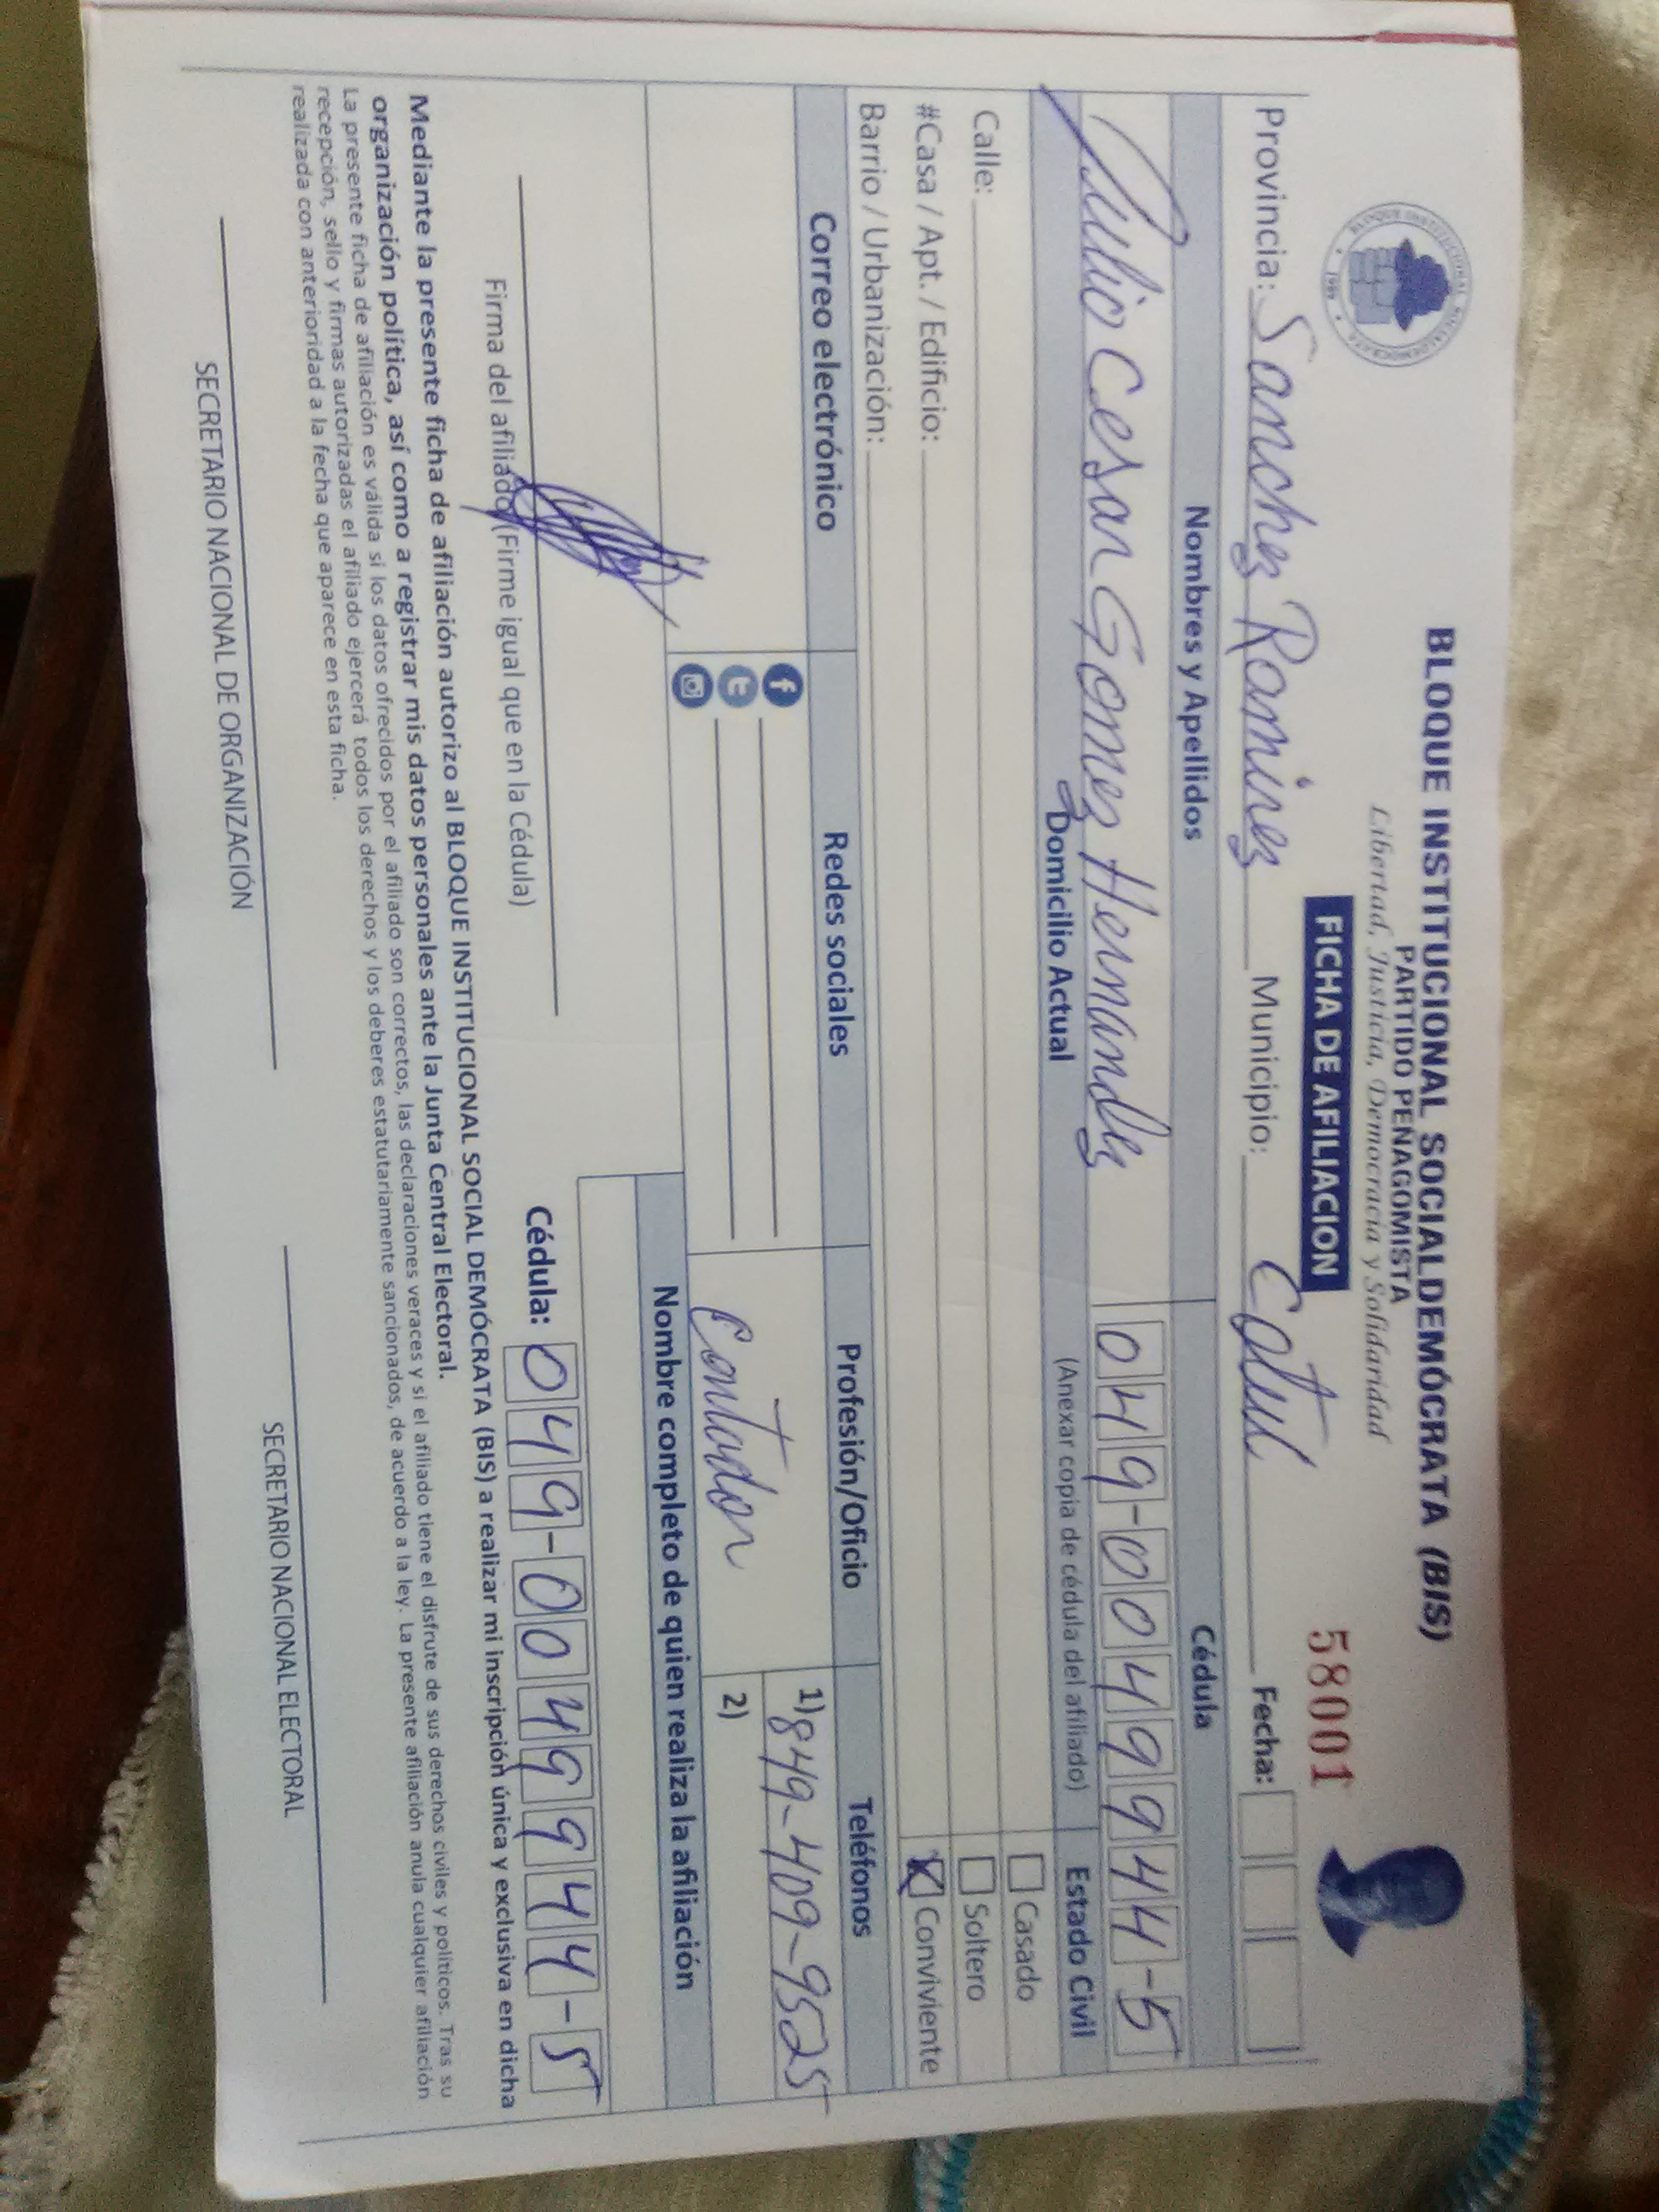 BLOQUE INSTITUCIONAL SOCIALDEMÓCRATA (BIS)
PARTIDO PEÑAGOMISTA
Libertad, Justicia, Democracia y Solidaridad
BLOQUE INSTITUCIONAL SOCIALDEMOCRATA
1989
58001
FICHA DE AFILIACION
Provincia: Sanchez Ramirez Municipio: Cotui Fecha:
Nombres y Apellidos Cédula
Julio Cesar Gomez Hernandez 049-0049944-5
Domicilio Actual (Anexar copia de cédula del afiliado) Estado Civil
Calle: Casado
#Casa / Apt. / Edificio: Soltero
Barrio / Urbanización: X Conviviente
Correo electrónico Redes sociales Profesión/Oficio Teléfonos
Contador 1) 849-409-9525
2)
Nombre completo de quien realiza la afiliación
Firma del afiliado (Firme igual que en la Cédula) Cédula: 049-0049944-5
Mediante la presente ficha de afiliación autorizo al BLOQUE INSTITUCIONAL SOCIAL DEMÓCRATA (BIS) a realizar mi inscripción única y exclusiva en dicha
organización política, así como a registrar mis datos personales ante la Junta Central Electoral.
La presente ficha de afiliación es válida si los datos ofrecidos por el afiliado son correctos, las declaraciones veraces y si el afiliado tiene el disfrute de sus derechos civiles y políticos. Tras su
recepción, sello y firmas autorizadas el afiliado ejercerá todos los derechos y los deberes estatutariamente sancionados, de acuerdo a la ley. La presente afiliación anula cualquier afiliación
realizada con anterioridad a la fecha que aparece en esta ficha.
SECRETARIO NACIONAL DE ORGANIZACIÓN SECRETARIO NACIONAL ELECTORAL